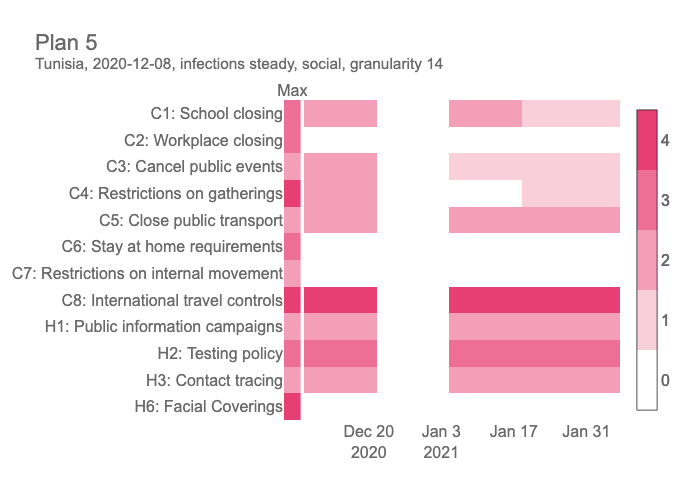 Plan 5
Tunisia, 2020-12-08, infections steady, social, granularity 14
Max
C1: School closing
C2: Workplace closing
C3: Cancel public events
C4: Restrictions on gatherings
C5: Close public transport
C6: Stay at home requirements
C7: Restrictions on internal movement
C8: International travel controls
H1: Public information campaigns
H2: Testing policy
H3: Contact tracing
H6: Facial Coverings
4
3
2
1
0
Dec 20 Jan 3 Jan 17 Jan 31
2020 2021